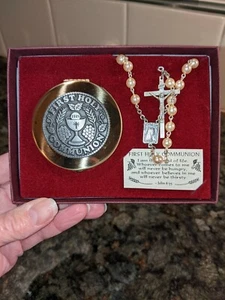 FIRST HOLY
COMMUNION
IHS
FIRST HOLY COMMUNION
I am the bread of life.
Whoever comes to me
will never be hungry,
and whoever believes in me
will never be thirsty.